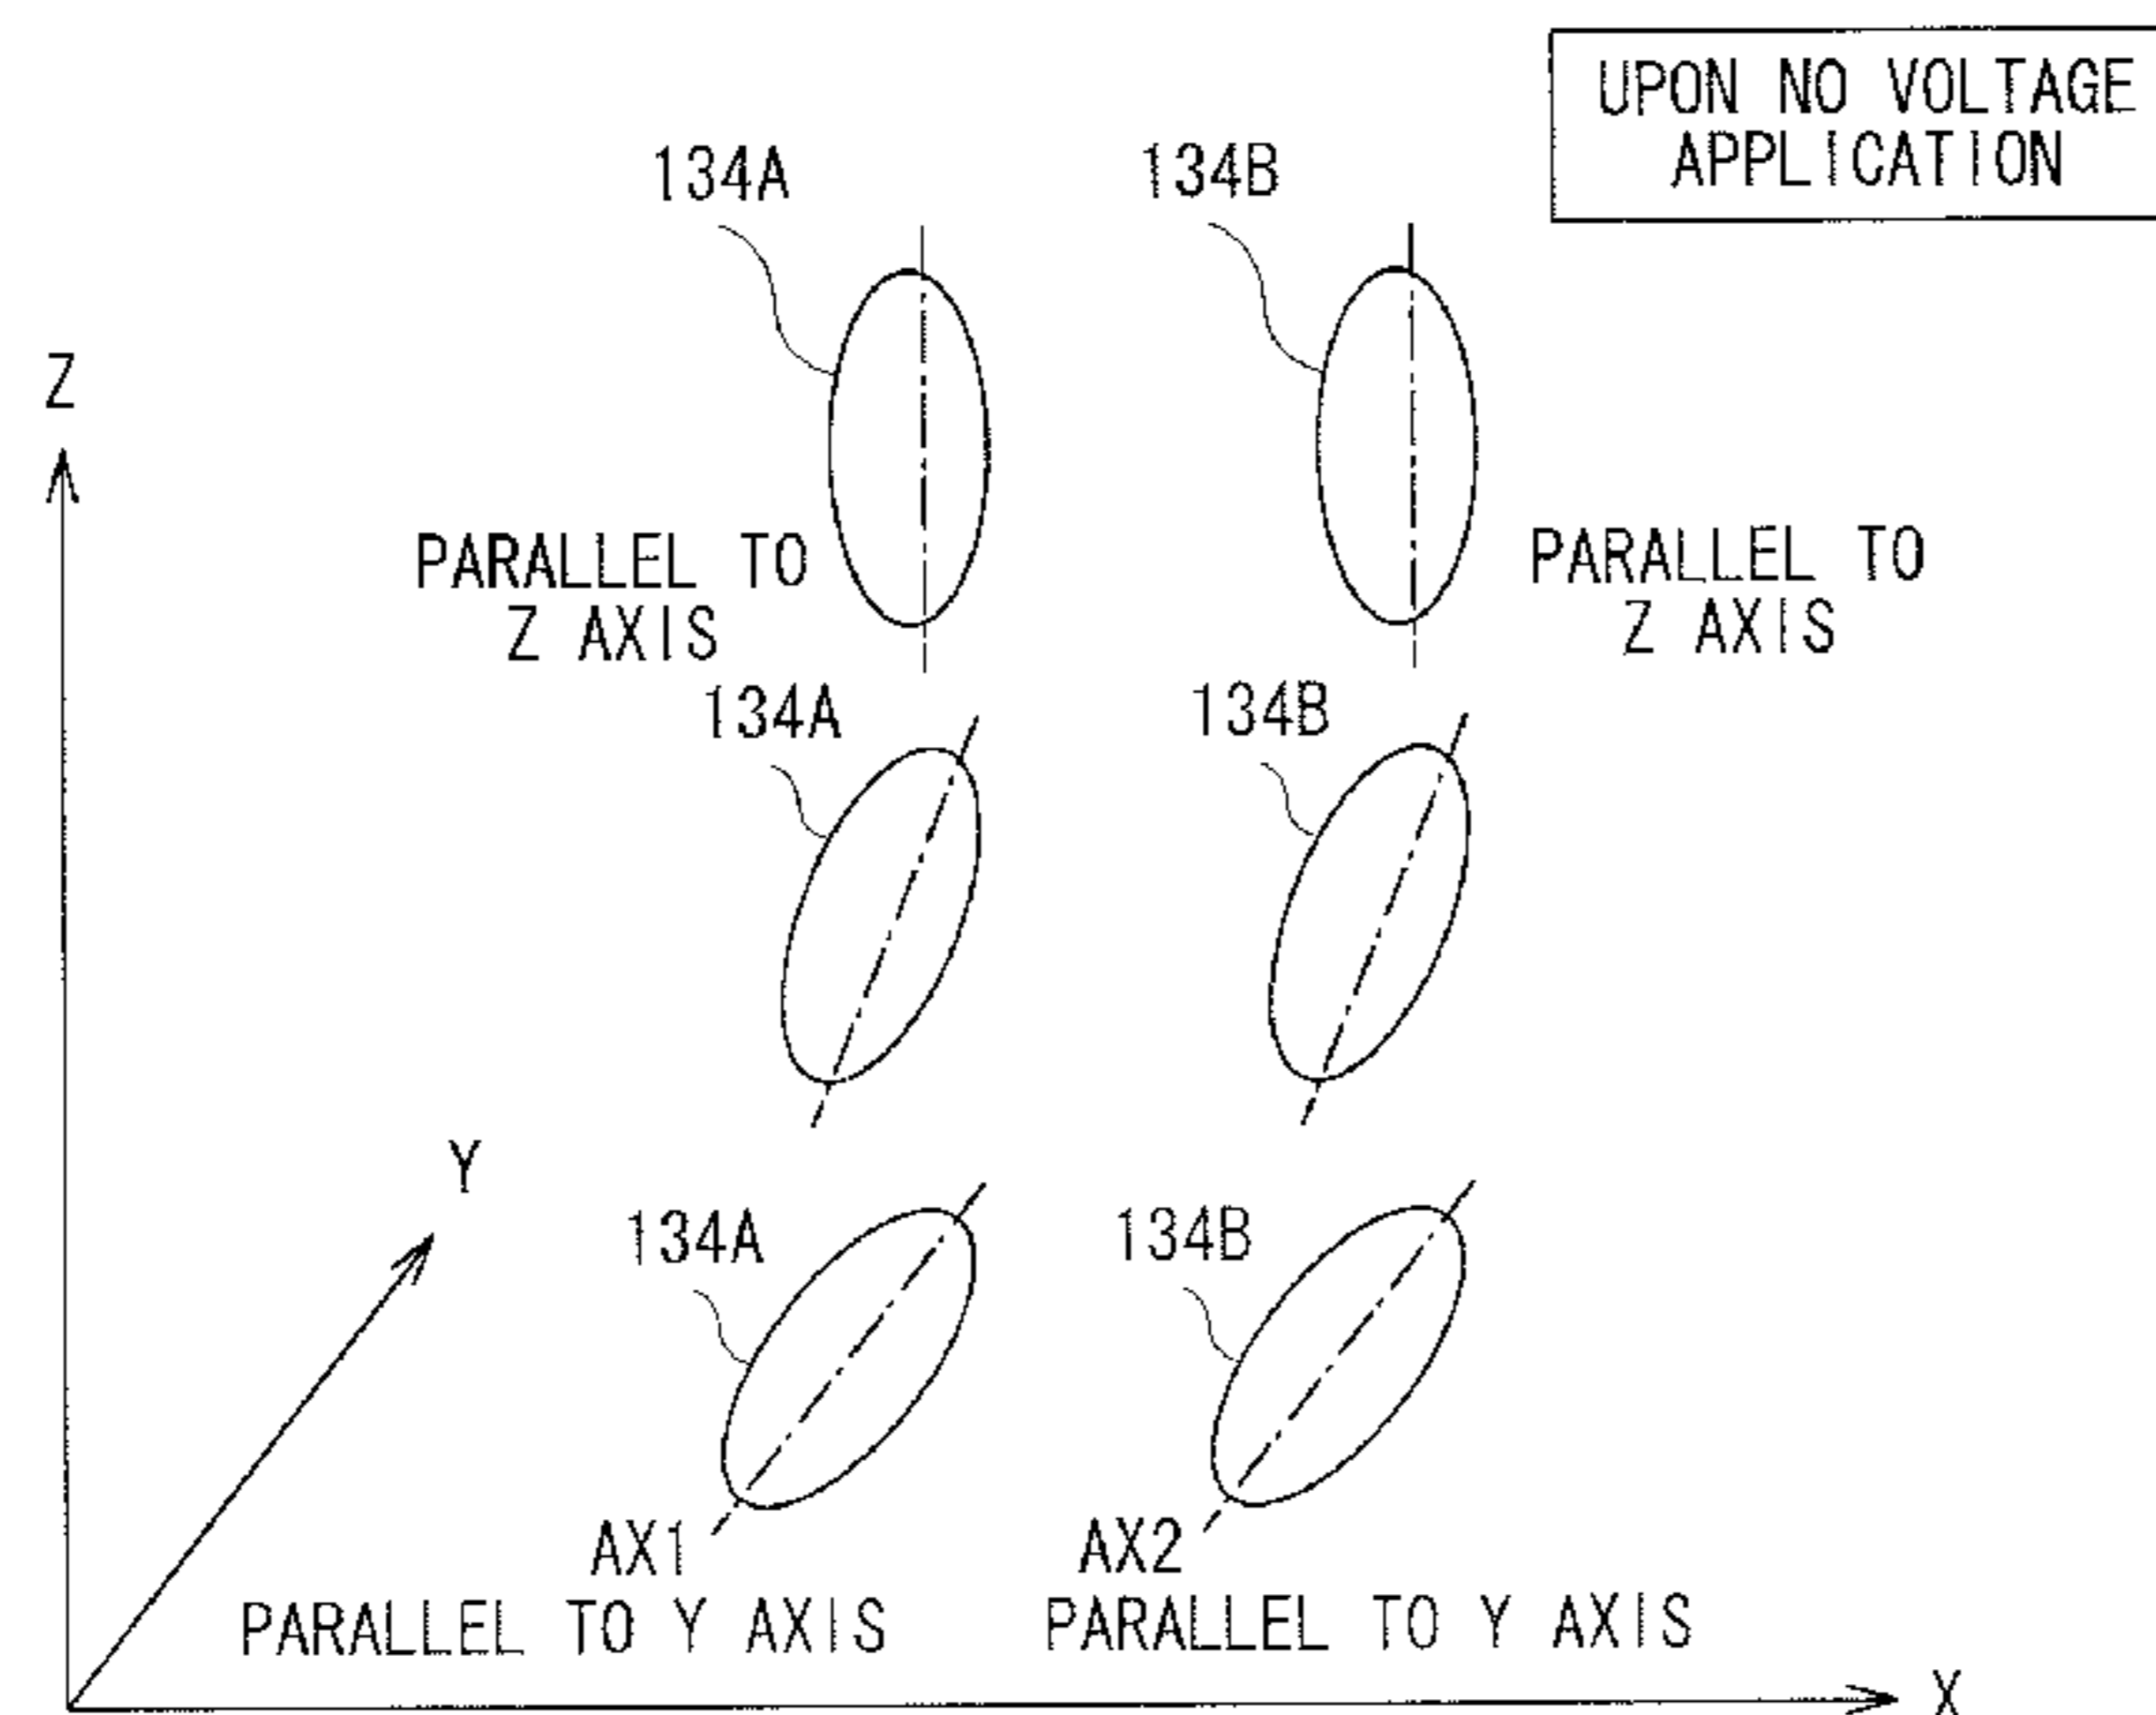 UPON NO VOLTAGE
APPLICATION
134A
134B
Z
PARALLEL TO
Z AXIS
PARALLEL TO
Z AXIS
134A
134B
Y
134A
134B
AX1
AX2
PARALLEL TO Y AXIS
PARALLEL TO Y AXIS
X